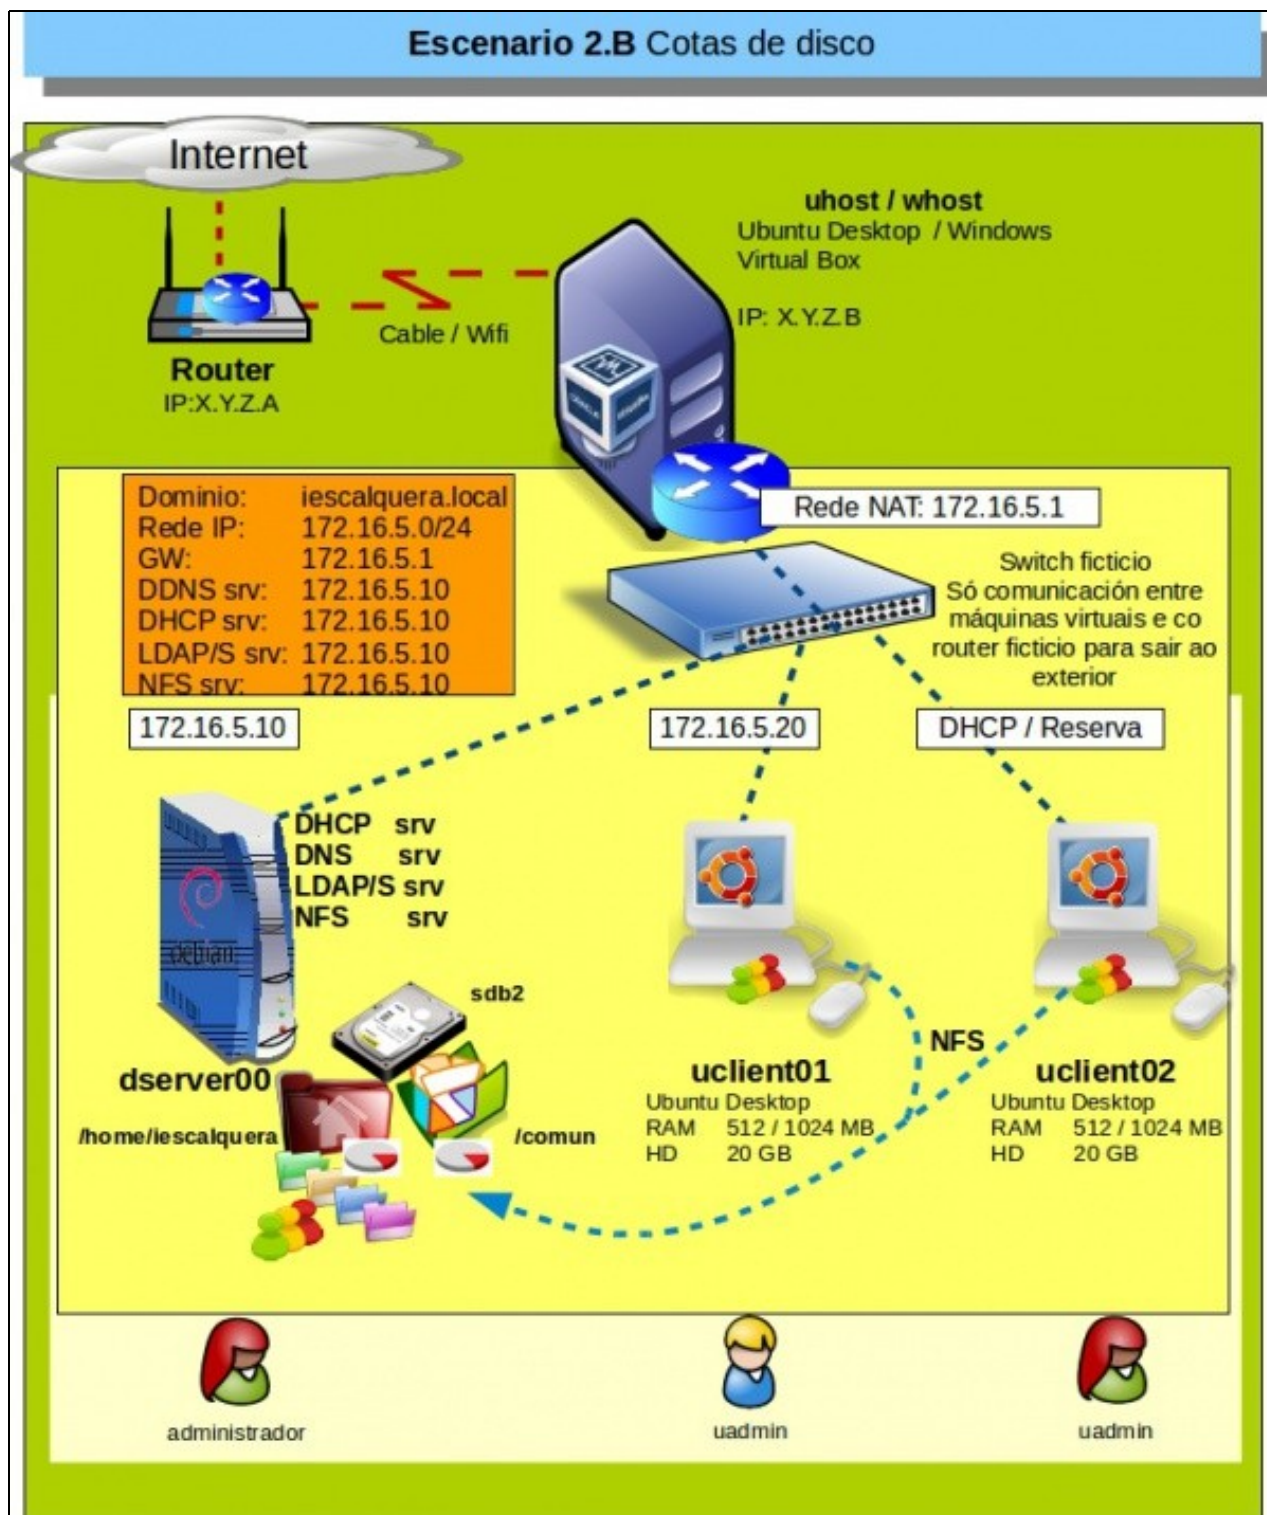 Escenario 2.B Cotas de disco
Internet
uhost / whost
Ubuntu Desktop / Windows
Virtual Box
IP: X.Y.Z.B
Cable / Wifi
Router
IP:X.Y.Z.A
Dominio: iescalquera.local
Rede IP: 172.16.5.0/24
GW: 172.16.5.1
DDNS srv: 172.16.5.10
DHCP srv: 172.16.5.10
LDAP/S srv: 172.16.5.10
NFS srv: 172.16.5.10
Rede NAT: 172.16.5.1
Switch ficticio
Só comunicación entre
máquinas virtuais e co
router ficticio para sair ao
exterior
172.16.5.10
172.16.5.20
DHCP / Reserva
DHCP srv
DNS srv
LDAP/S srv
NFS srv
debian
sdb2
dserver00
/home/iescalquera
/comun
NFS
uclient01
Ubuntu Desktop
RAM 512 / 1024 MB
HD 20 GB
uclient02
Ubuntu Desktop
RAM 512 / 1024 MB
HD 20 GB
administrador
uadmin
uadmin